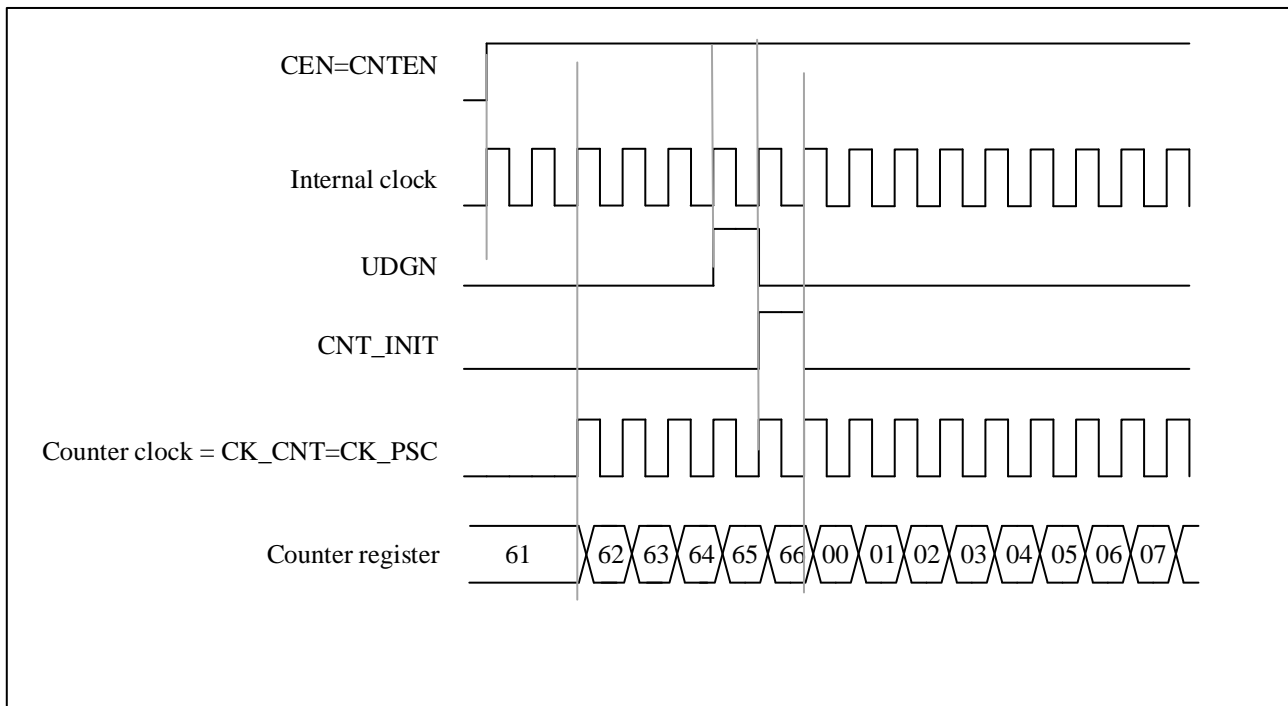 CEN=CNTEN
Internal clock
UDGN
CNT_INIT
Counter clock = CK_CNT=CK_PSC
Counter register 61 62 63 64 65 66 00 01 02 03 04 05 06 07